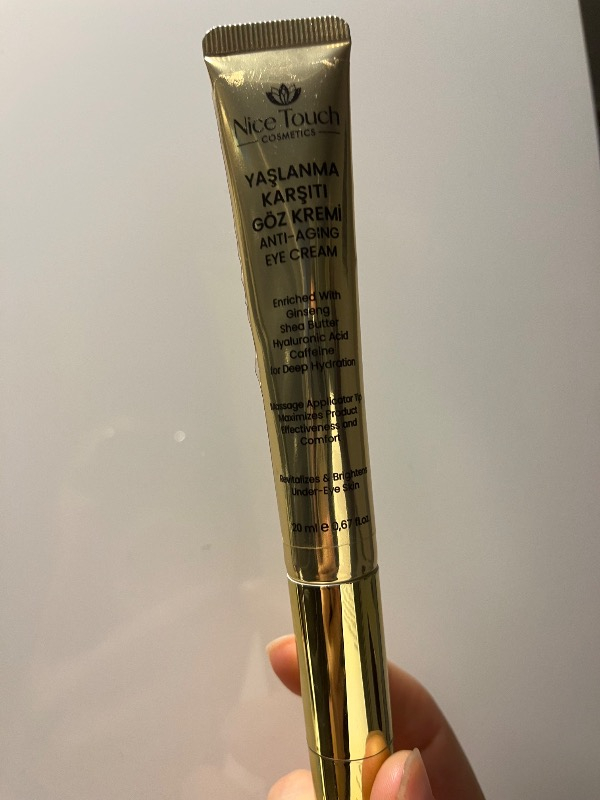 Nice Touch
COSMETICS
YAŞLANMA
KARŞITI
GÖZ KREMİ
ANTI-AGING
EYE CREAM
Enriched With
Ginseng
Shea Butter
Hyaluronic Acid
Caffeine
for Deep Hydration
Massage Applicator Tip
Maximizes Product
Effectiveness and
Comfort
Revitalizes & Brightens
Under-Eye Skin
20 ml e 0,67 fl.oz.